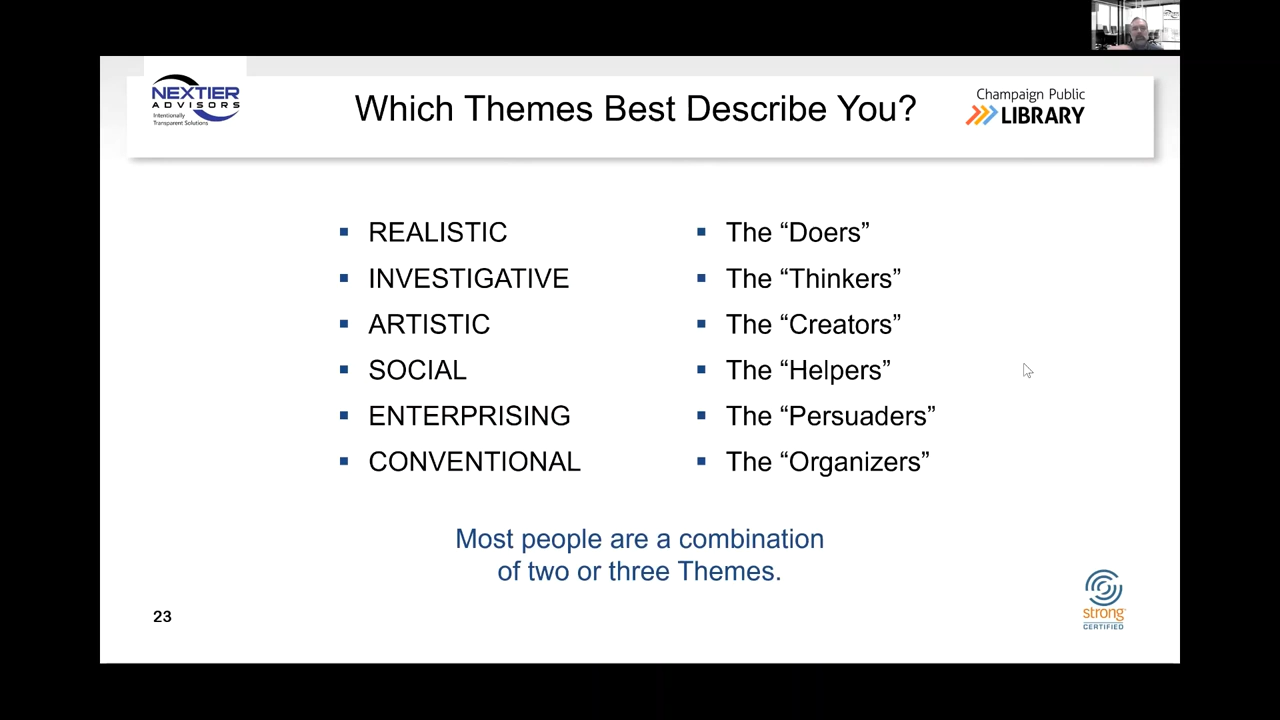 NEXTIER
ADVISORS
Intentionally
Transparent Solutions
Which Themes Best Describe You?
Champaign Public
LIBRARY
REALISTIC
The “Doers”
INVESTIGATIVE
The “Thinkers”
ARTISTIC
The “Creators”
SOCIAL
The “Helpers”
ENTERPRISING
The “Persuaders”
CONVENTIONAL
The “Organizers”
Most people are a combination
of two or three Themes.
23
strong
CERTIFIED